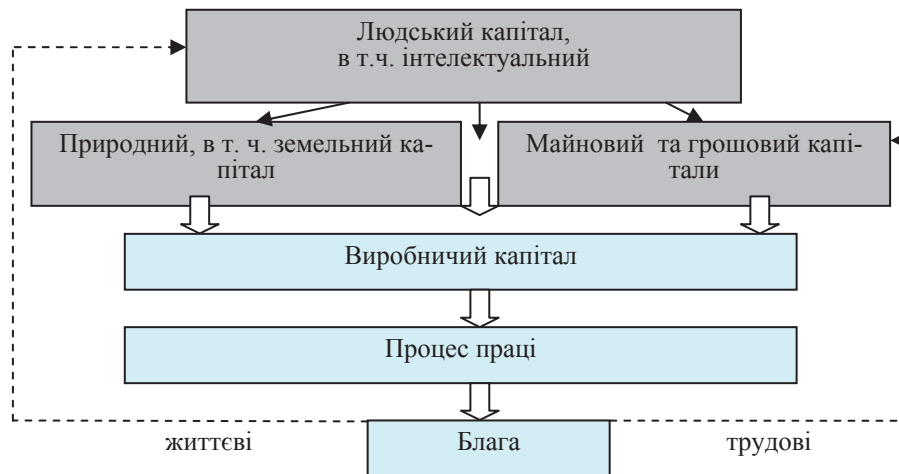 Людський капітал,
в т.ч. інтелектуальний
Природний, в т. ч. земельний ка-
пітал
Майновий та грошовий капі-
тали
Виробничий капітал
Процес праці
життєві
Блага
трудові